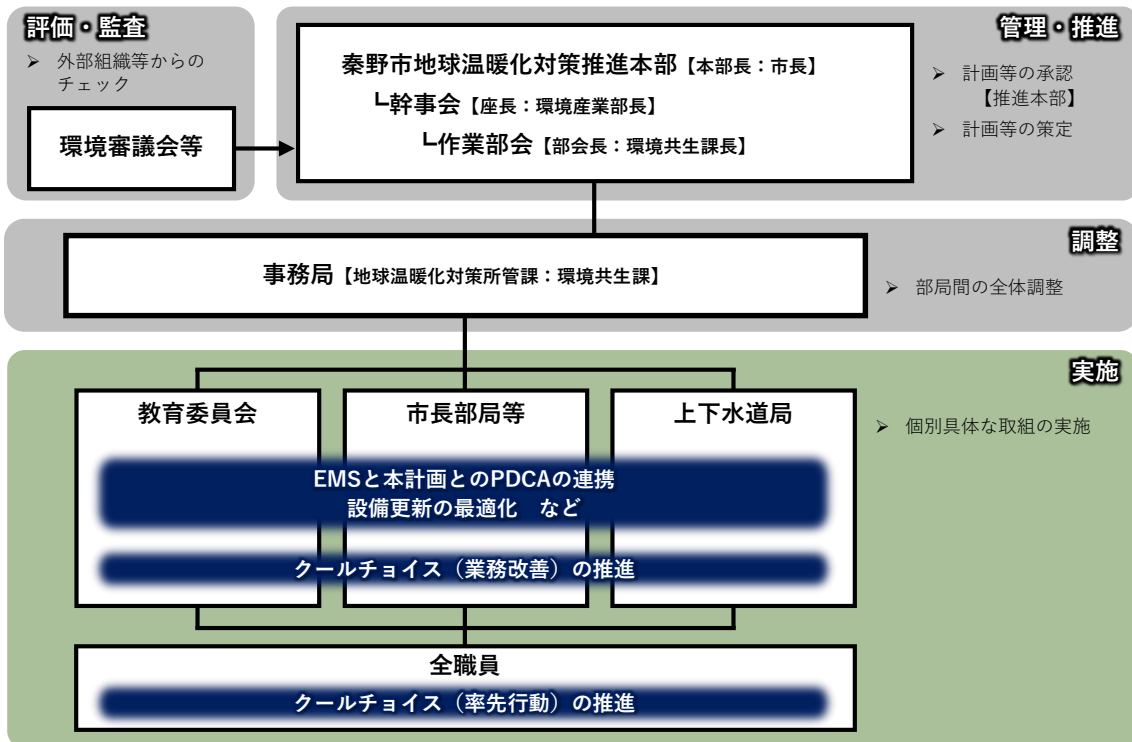 評価・監査
➢ 外部組織等からの
チェック
環境審議会等
管理・推進
秦野市地球温暖化対策推進本部【本部長：市長】
┗幹事会【座長：環境産業部長】
┗作業部会【部会長：環境共生課長】
➢ 計画等の承認
【推進本部】
➢ 計画等の策定
調整
事務局【地球温暖化対策所管課：環境共生課】
➢ 部局間の全体調整
実施
教育委員会
市長部局等
上下水道局
➢ 個別具体な取組の実施
EMSと本計画とのPDCAの連携
設備更新の最適化　など
クールチョイス（業務改善）の推進
全職員
クールチョイス（率先行動）の推進